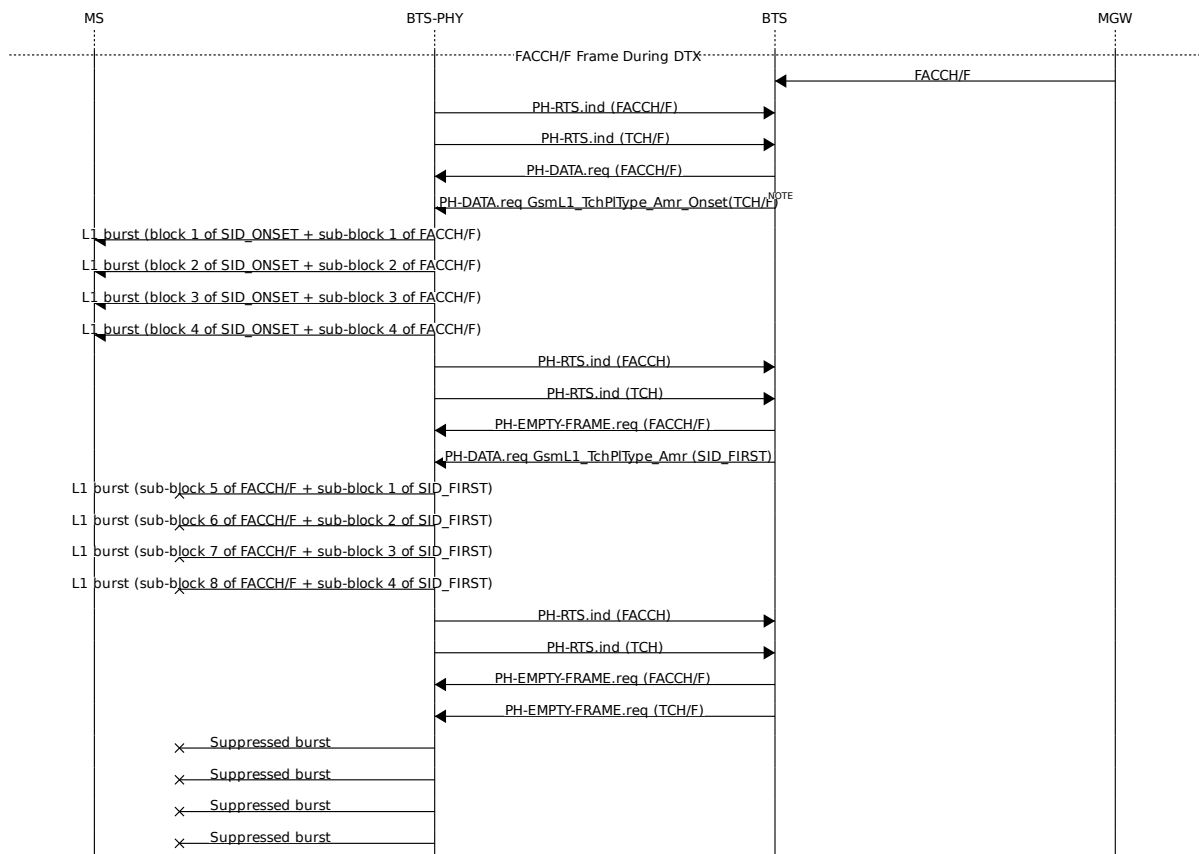 MS BTS-PHY BTS MGW
FACCH/F Frame During DTX
FACCH/F
PH-RTS.ind (FACCH/F)
PH-RTS.ind (TCH/F)
PH-DATA.req (FACCH/F)
PH-DATA.req GsmL1_TchPlType_Amr_Onset(TCH/F) NOTE
L1 burst (block 1 of SID_ONSET + sub-block 1 of FACCH/F)
L1 burst (block 2 of SID_ONSET + sub-block 2 of FACCH/F)
L1 burst (block 3 of SID_ONSET + sub-block 3 of FACCH/F)
L1 burst (block 4 of SID_ONSET + sub-block 4 of FACCH/F)
PH-RTS.ind (FACCH)
PH-RTS.ind (TCH)
PH-EMPTY-FRAME.req (FACCH/F)
PH-DATA.req GsmL1_TchPlType_Amr (SID_FIRST)
L1 burst (sub-block 5 of FACCH/F + sub-block 1 of SID_FIRST)
L1 burst (sub-block 6 of FACCH/F + sub-block 2 of SID_FIRST)
L1 burst (sub-block 7 of FACCH/F + sub-block 3 of SID_FIRST)
L1 burst (sub-block 8 of FACCH/F + sub-block 4 of SID_FIRST)
PH-RTS.ind (FACCH)
PH-RTS.ind (TCH)
PH-EMPTY-FRAME.req (FACCH/F)
PH-EMPTY-FRAME.req (TCH/F)
Suppressed burst
Suppressed burst
Suppressed burst
Suppressed burst